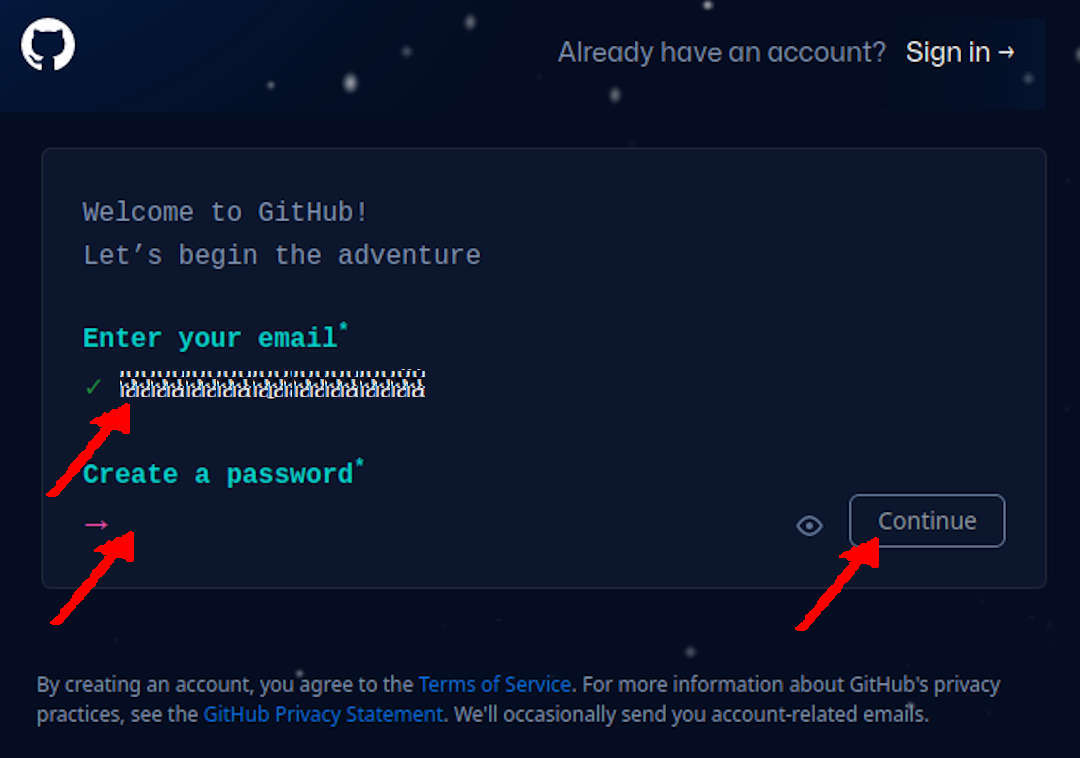 Already have an account? Sign in →
Welcome to GitHub!
Let’s begin the adventure
Enter your email*
✓
Create a password*
→
Continue
By creating an account, you agree to the Terms of Service. For more information about GitHub's privacy
practices, see the GitHub Privacy Statement. We'll occasionally send you account-related emails.